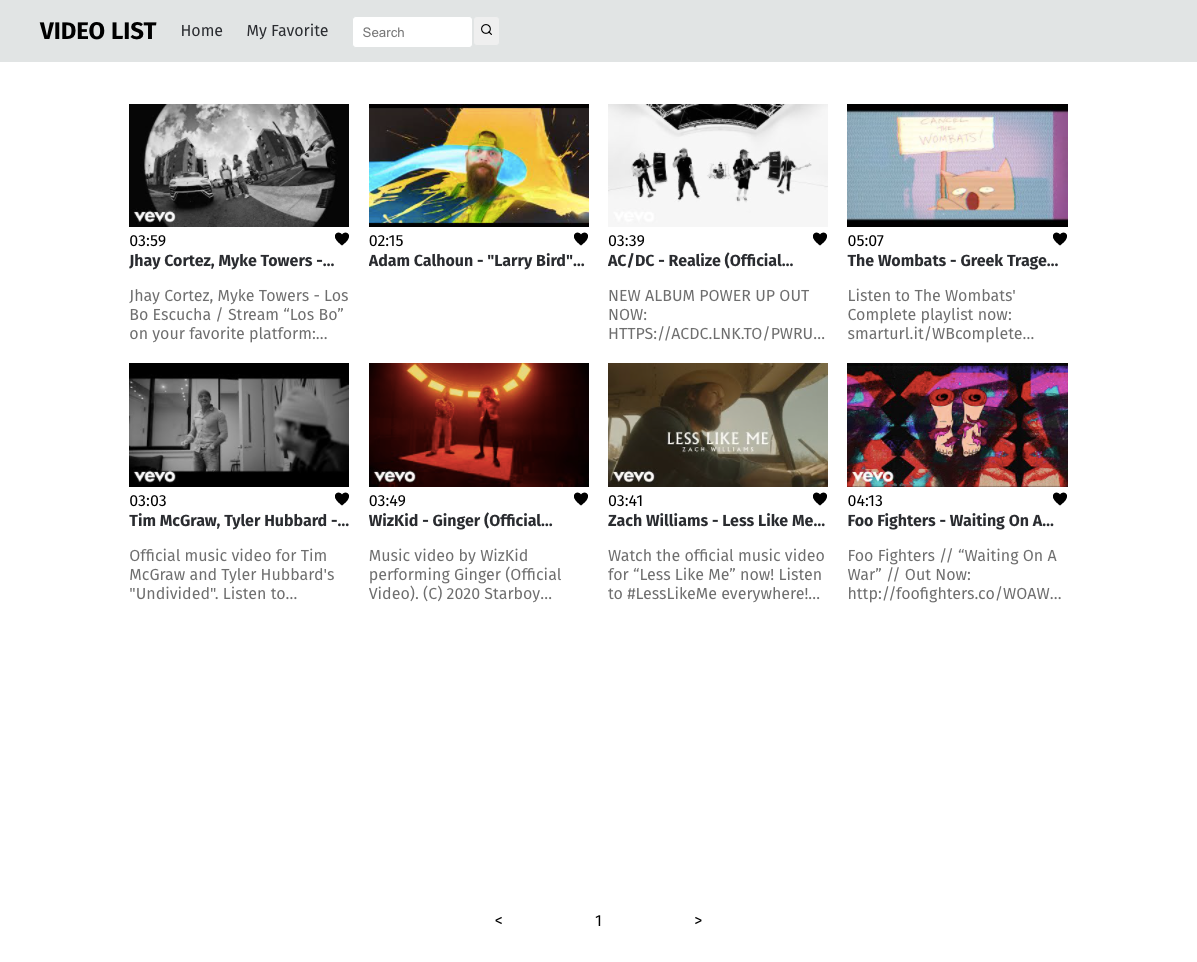 VIDEO LIST
Home
My Favorite
Search
vevo
vevo
CANCEL
THE
WOMBATS!
03:59
Jhay Cortez, Myke Towers -...
Jhay Cortez, Myke Towers - Los
Bo Escucha / Stream “Los Bo”
on your favorite platform:...
02:15
Adam Calhoun - "Larry Bird"...
03:39
AC/DC - Realize (Official...
NEW ALBUM POWER UP OUT
NOW:
HTTPS://ACDC.LNK.TO/PWRU...
05:07
The Wombats - Greek Trage...
Listen to The Wombats'
Complete playlist now:
smarturl.it/WBcomplete...
vevo
vevo
LESS LIKE ME
ZACH WILLIAMS
vevo
vevo
03:03
Tim McGraw, Tyler Hubbard -...
Official music video for Tim
McGraw and Tyler Hubbard's
"Undivided". Listen to...
03:49
WizKid - Ginger (Official...
Music video by WizKid
performing Ginger (Official
Video). (C) 2020 Starboy...
03:41
Zach Williams - Less Like Me...
Watch the official music video
for “Less Like Me” now! Listen
to #LessLikeMe everywhere!...
04:13
Foo Fighters - Waiting On A...
Foo Fighters // “Waiting On A
War” // Out Now:
http://foofighters.co/WOAW...
< 1 >